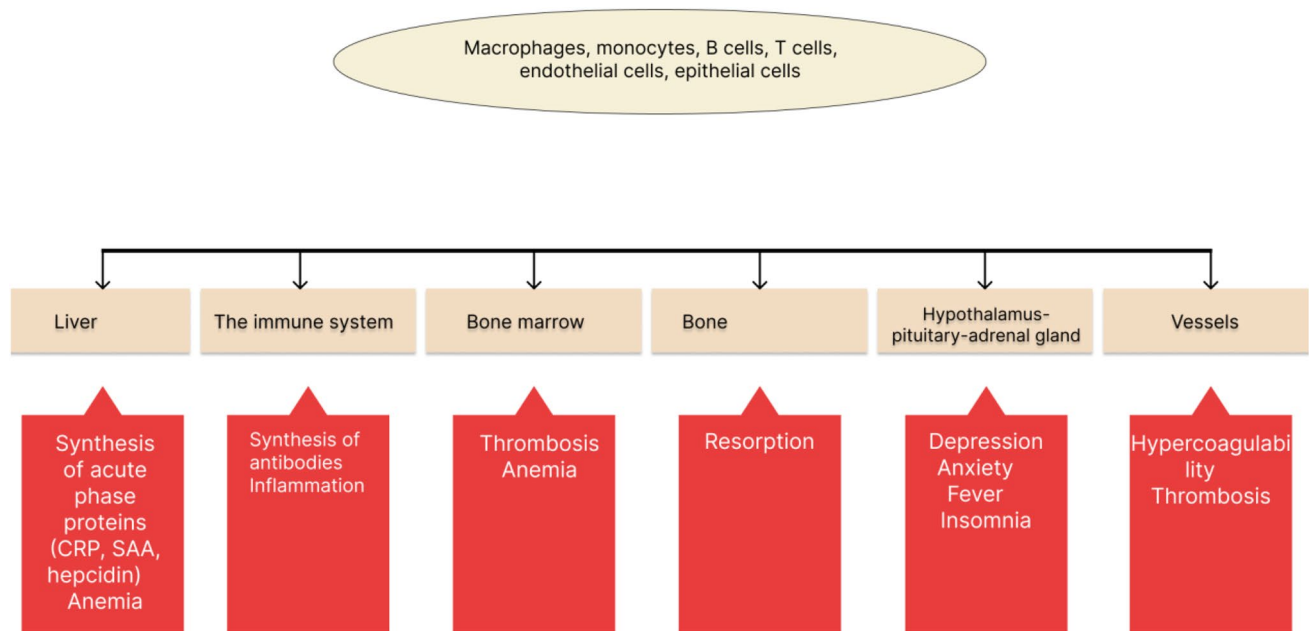 Macrophages, monocytes, B cells, T cells,
endothelial cells, epithelial cells
Liver
The immune system
Bone marrow
Bone
Hypothalamus-
pituitary-adrenal gland
Vessels
Synthesis
of acute
phase
proteins
(CRP, SAA,
hepcidin)
Anemia
Synthesis of
antibodies
Inflammation
Thrombosis
Anemia
Resorption
Depression
Anxiety
Fever
Insomnia
Hypercoagulabi
lity
Thrombosis